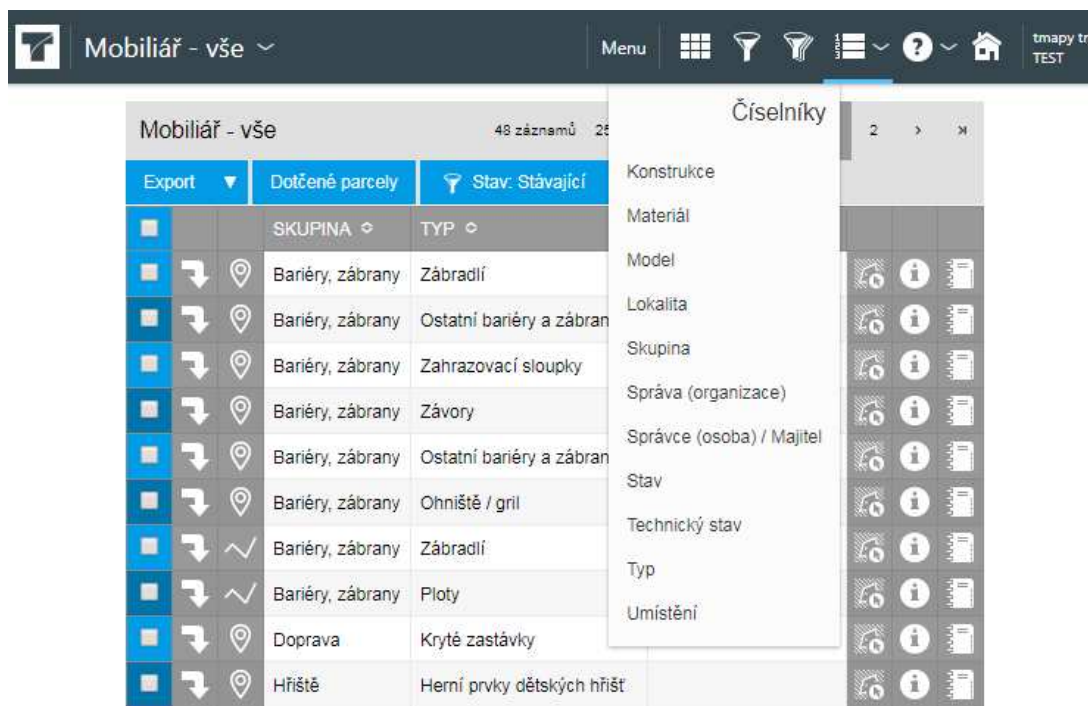 Mobiliář - vše
Menu
tmapy tr
TEST
Číselníky
Konstrukce
Materiál
Model
Lokalita
Skupina
Správa (organizace)
Správce (osoba) / Majitel
Stav
Technický stav
Typ
Umístění
Mobiliář - vše 48 záznamů 25 2
Export Dotčené parcely Stav: Stávající
SKUPINA TYP
Bariéry, zábrany Zábradlí
Bariéry, zábrany Ostatní bariéry a zábran
Bariéry, zábrany Zahrazovací sloupky
Bariéry, zábrany Závory
Bariéry, zábrany Ostatní bariéry a zábran
Bariéry, zábrany Ohniště / gril
Bariéry, zábrany Zábradlí
Bariéry, zábrany Ploty
Doprava Kryté zastávky
Hřiště Herní prvky dětských hřišť